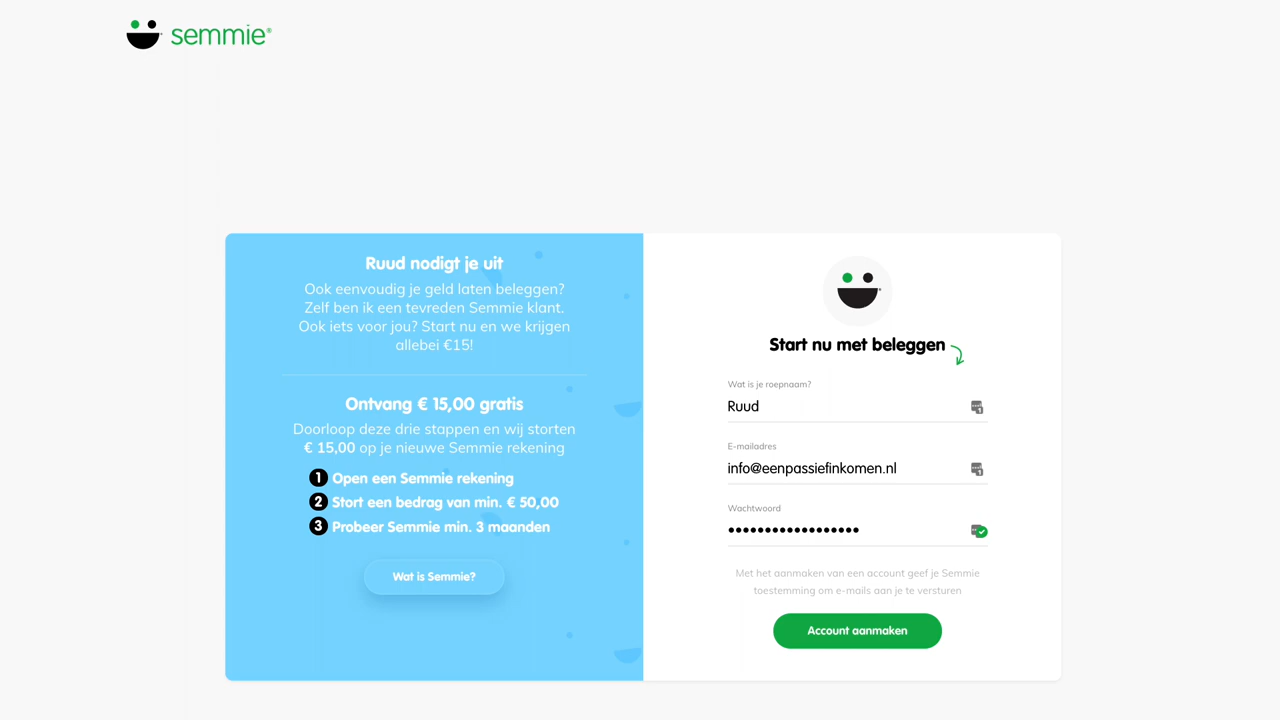 semmie
Ruud nodigt je uit
Ook eenvoudig je geld laten beleggen?
Zelf ben ik een tevreden Semmie klant.
Ook iets voor jou? Start nu en we krijgen
allebei €15!
Ontvang € 15,00 gratis
Doorloop deze drie stappen en wij storten
€ 15,00 op je nieuwe Semmie rekening
1 Open een Semmie rekening
2 Stort een bedrag van min. € 50,00
3 Probeer Semmie min. 3 maanden
Wat is Semmie?
Start nu met beleggen
Wat is je roepnaam?
Ruud
E-mailadres
info@eenpassiefinkomen.nl
Wachtwoord
••••••••••••••••••
Met het aanmaken van een account geef je Semmie
toestemming om e-mails aan je te versturen
Account aanmaken